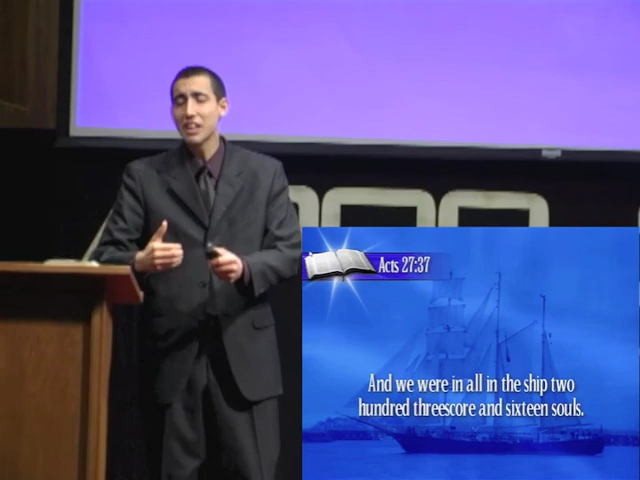 Acts 27:37
And we were in all in the ship two
hundred threescore and sixteen souls.